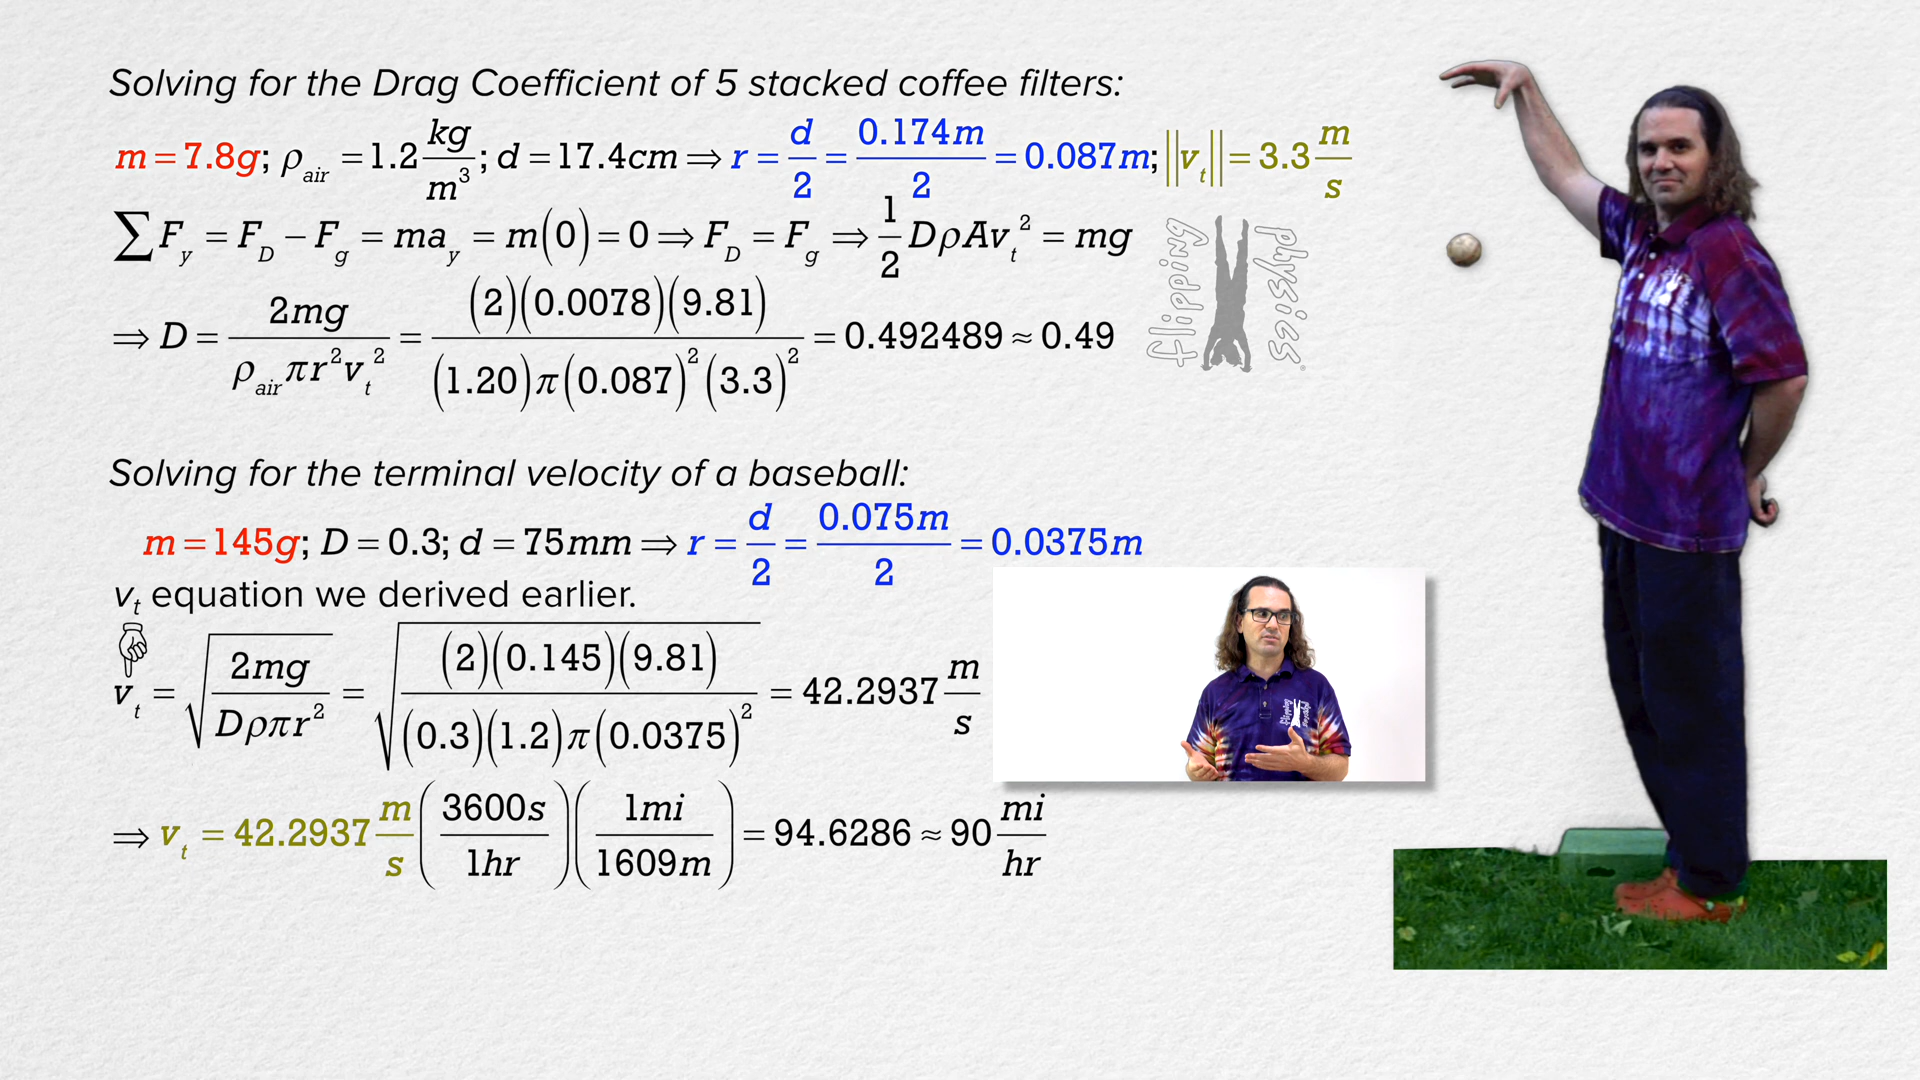 Solving for the Drag Coefficient of 5 stacked coffee filters:
m = 7.8g; ρ_air = 1.2 kg/m³; d = 17.4cm ⇒ r = d/2 = 0.174m/2 = 0.087m; ||v_t|| = 3.3 m/s
∑F_y = F_D − F_g = ma_y = m(0) = 0 ⇒ F_D = F_g ⇒ 1/2 DρAv_t² = mg
⇒ D = 2mg/(ρ_air πr²v_t²) = (2)(0.0078)(9.81)/((1.20)π(0.087)²(3.3)²) = 0.492489 ≈ 0.49
flipping physics
Solving for the terminal velocity of a baseball:
m = 145g; D = 0.3; d = 75mm ⇒ r = d/2 = 0.075m/2 = 0.0375m
v_t equation we derived earlier.
v_t = √(2mg/(Dρπr²)) = √((2)(0.145)(9.81)/((0.3)(1.2)π(0.0375)²)) = 42.2937 m/s
flipping physics
⇒ v_t = 42.2937 m/s (3600s/1hr)(1mi/1609m) = 94.6286 ≈ 90 mi/hr